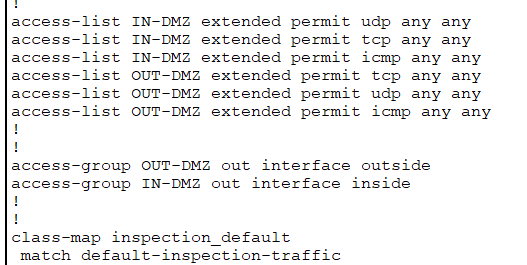 !
access-list IN-DMZ extended permit udp any any
access-list IN-DMZ extended permit tcp any any
access-list IN-DMZ extended permit icmp any any
access-list OUT-DMZ extended permit tcp any any
access-list OUT-DMZ extended permit udp any any
access-list OUT-DMZ extended permit icmp any any
!
!
access-group OUT-DMZ out interface outside
access-group IN-DMZ out interface inside
!
!
class-map inspection_default
 match default-inspection-traffic